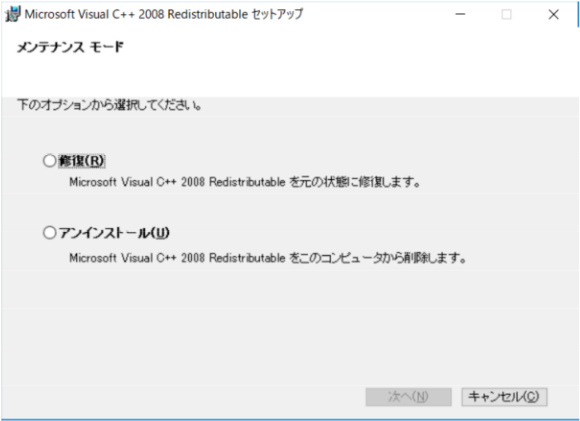 Microsoft Visual C++ 2008 Redistributable セットアップ
メンテナンス モード
下のオプションから選択してください。
修復(R)
Microsoft Visual C++ 2008 Redistributable を元の状態に修復します。
アンインストール(U)
Microsoft Visual C++ 2008 Redistributable をこのコンピュータから削除します。
次へ(N)
キャンセル(C)